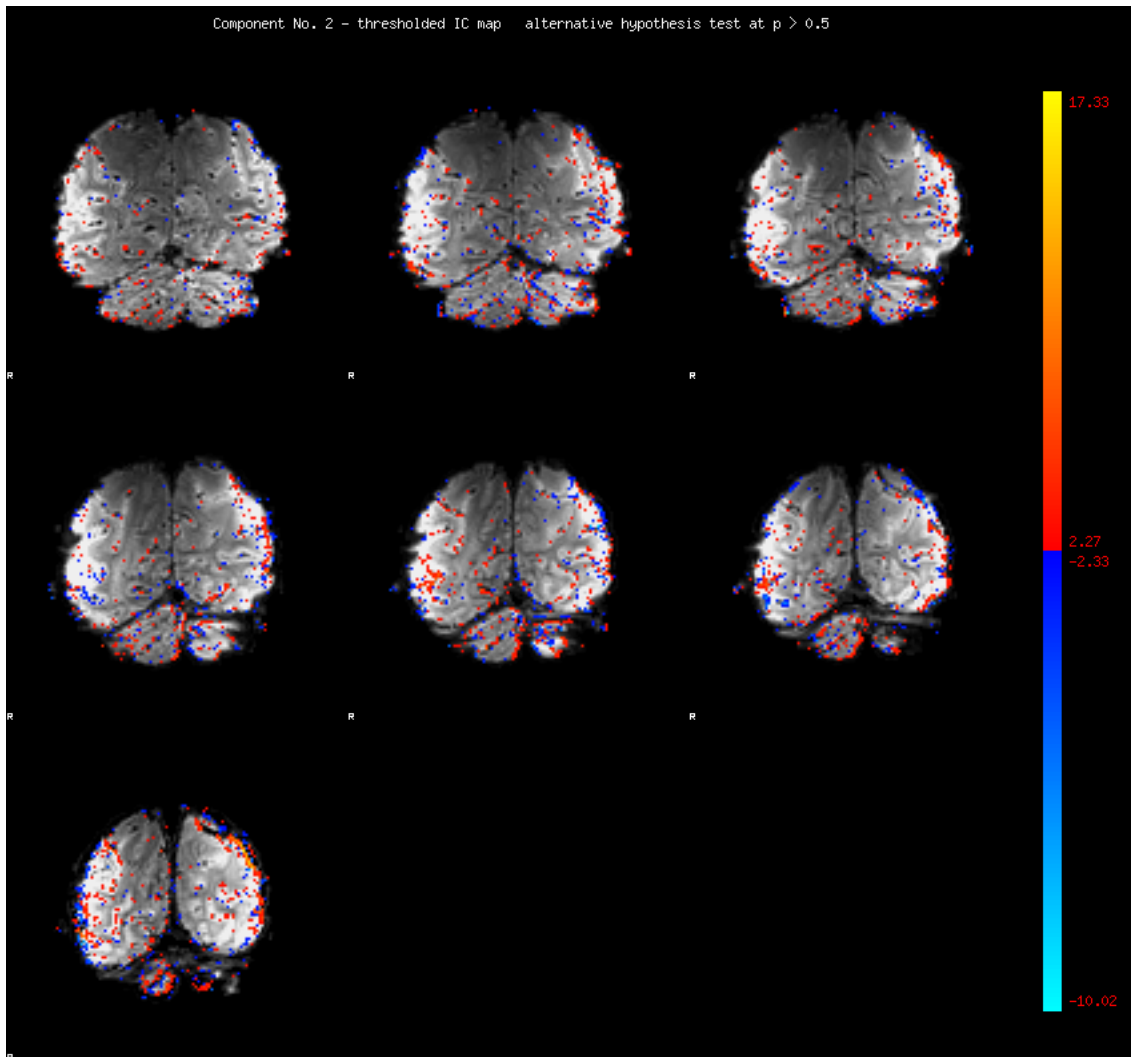 Component No. 2 – thresholded IC map   alternative hypothesis test at p > 0.5
17.33
2.27
-2.33
-10.02
R
R
R
R
R
R
R